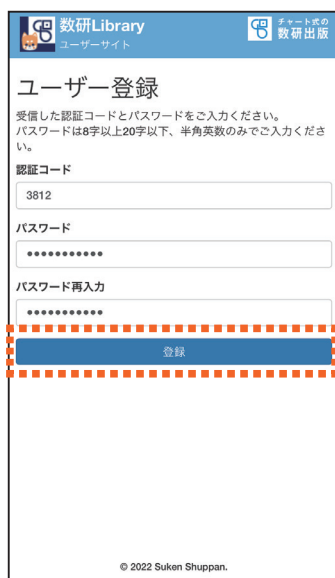 数研Library
ユーザーサイト
チャート式の
数研出版
ユーザー登録
受信した認証コードとパスワードをご入力ください。
パスワードは8字以上20字以下、半角英数のみでご入力くださ
い。
認証コード
3812
パスワード
●●●●●●●●●●●
パスワード再入力
●●●●●●●●●●●
登録
© 2022 Suken Shuppan.